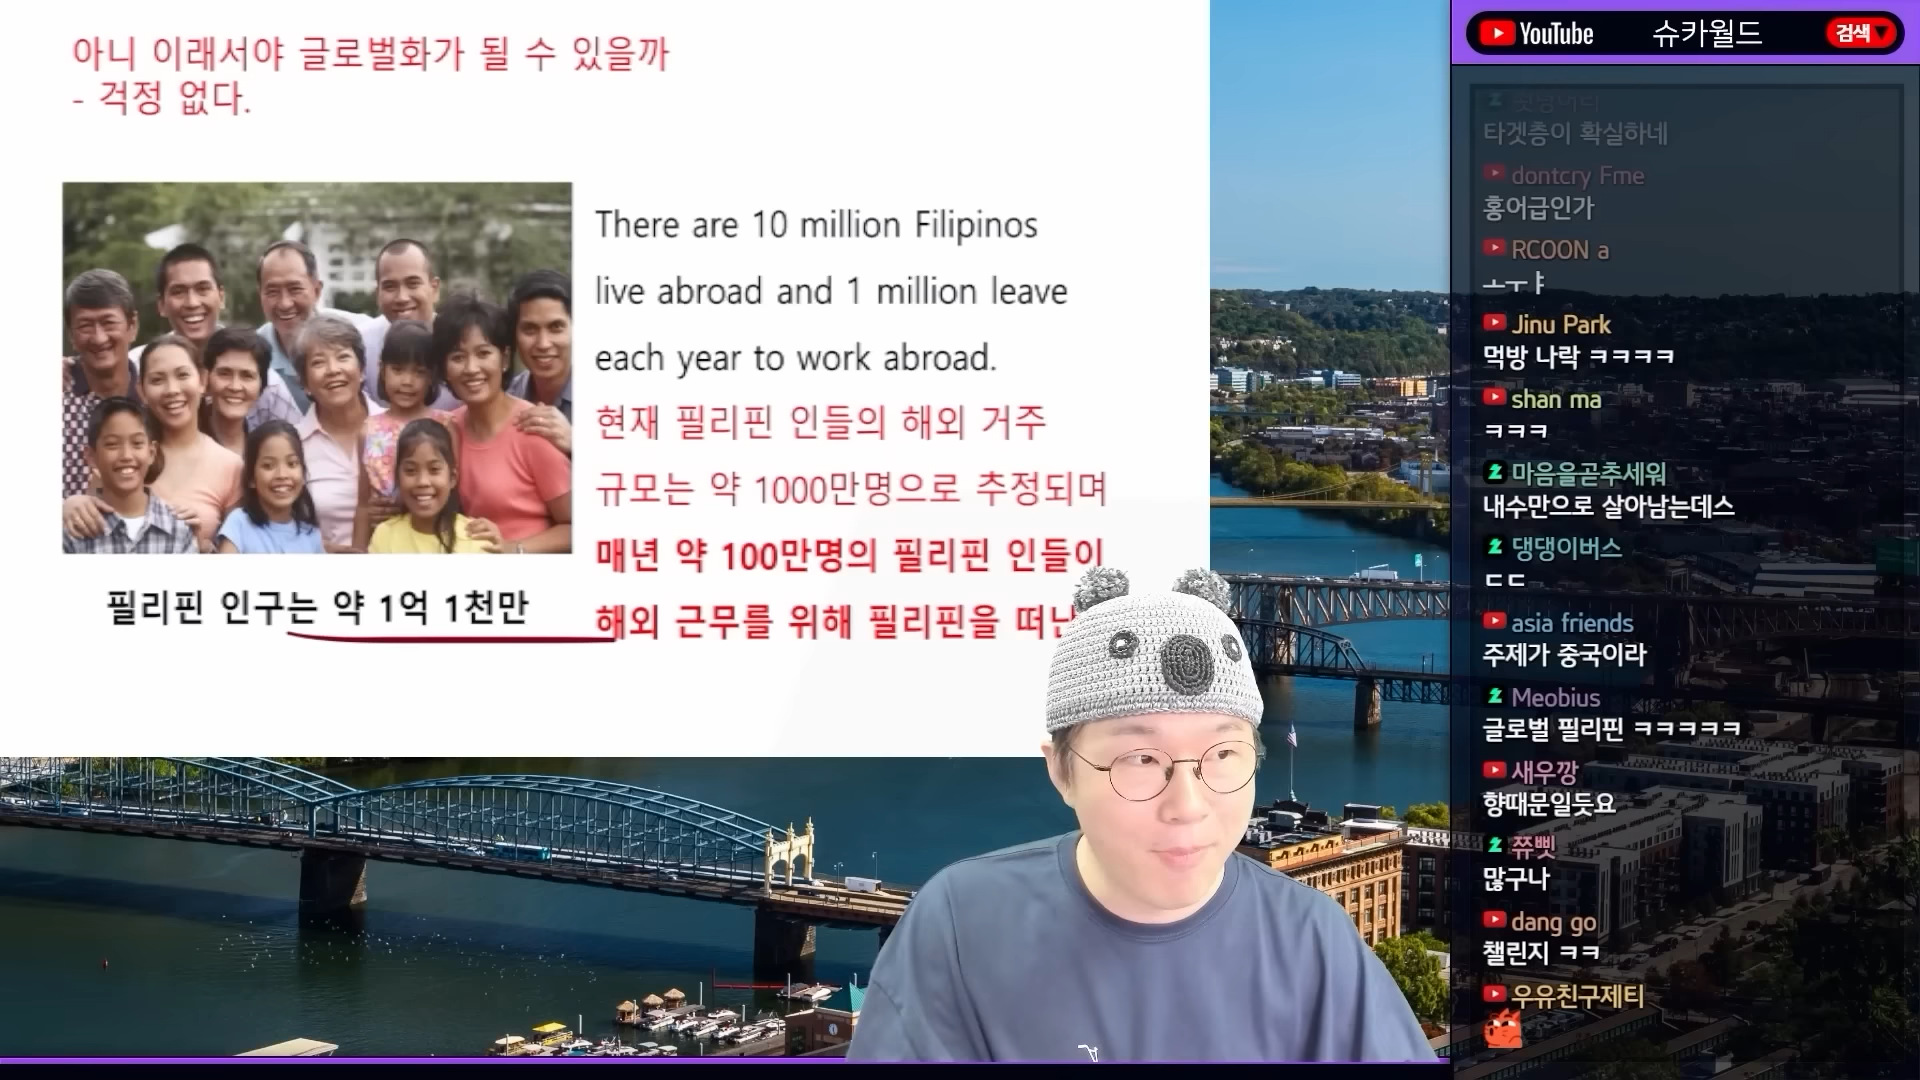 아니 이래서야 글로벌화가 될 수 있을까
- 걱정 없다.
There are 10 million Filipinos
live abroad and 1 million leave
each year to work abroad.
현재 필리핀 인들의 해외 거주
규모는 약 1000만명으로 추정되며
매년 약 100만명의 필리핀 인들이
해외 근무를 위해 필리핀을 떠난
필리핀 인구는 약 1억 1천만
YouTube 슈카월드 검색
타겟층이 확실하네
dontcry Fme
홍어급인가
RCOON a
ㅗㅜㅑ
Jinu Park
먹방 나락 ㅋㅋㅋㅋ
shan ma
ㅋㅋㅋ
마음을곧추세워
내수만으로 살아남는데스
댕댕이버스
ㄷㄷ
asia friends
주제가 중국이라
Meobius
글로벌 필리핀 ㅋㅋㅋㅋㅋ
새우깡
향때문일듯요
쮸삣
많구나
dang go
챌린지 ㅋㅋ
우유친구제티